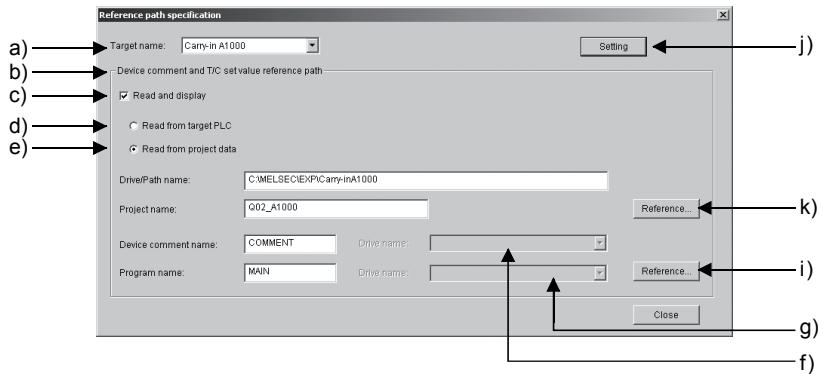 Reference path specification
a) Target name: Carry-in A1000 Setting j)
b) Device comment and T/C set value reference path
c) Read and display
d) Read from target PLC
e) Read from project data
Drive/Path name: C:\MELSEC\EXP\Carry-inA1000
Project name: Q02_A1000 Reference... k)
Device comment name: COMMENT Drive name:
Program name: MAIN Drive name: Reference... i)
Close
g)
f)